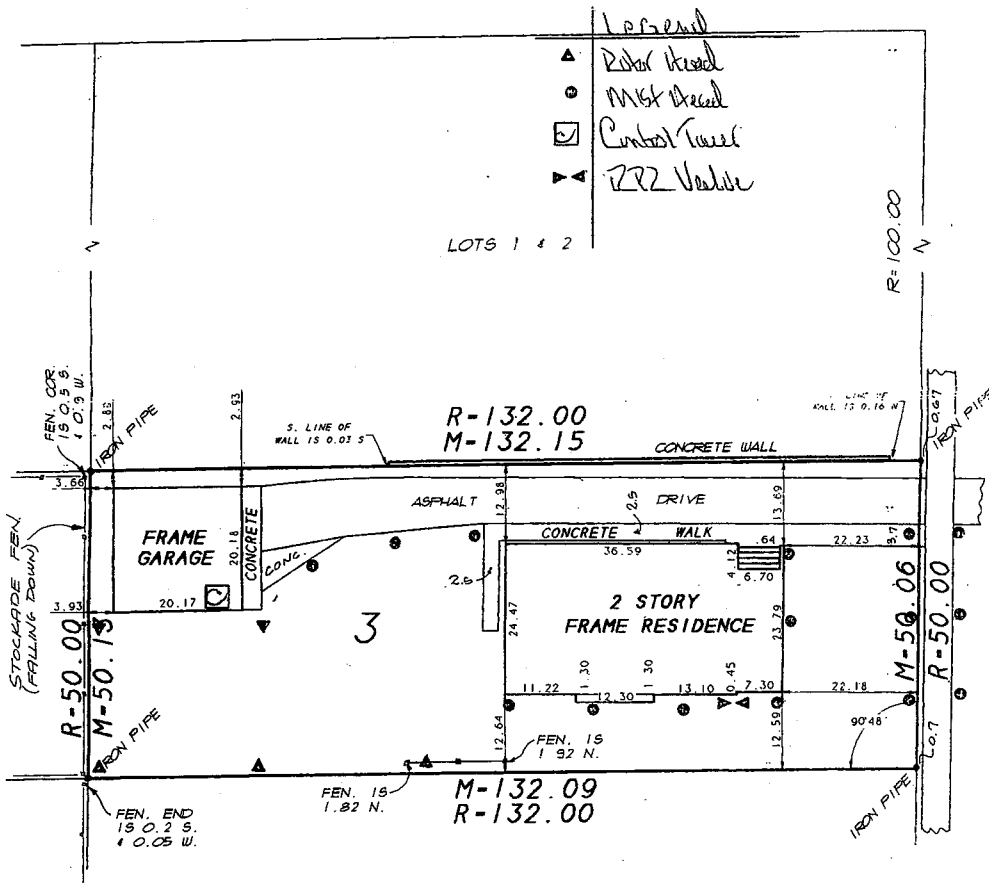 Legend
Rotor Head
Mist Head
Control Tower
RPZ Valve
LOTS 1 & 2
R=100.00
FEN. COR.
IS 0.5 S.
& 0.9 W.
IRON PIPE
2.86
2.93
S. LINE OF
WALL IS 0.03 S
R-132.00
M-132.15
LINE OF
WALL IS 0.16 N
CONCRETE WALL
0.67
IRON PIPE
3.66
STOCKADE FEN.
(FALLING DOWN)
FRAME
GARAGE
20.18
CONCRETE
CONC.
ASPHALT
DRIVE
12.98
13.69
2.5
CONCRETE WALK
36.59
.64
22.23
3.7
4.12
6.70
2.6
3.93
20.17
3
24.47
2 STORY
FRAME RESIDENCE
23.79
R-50.00
M-50.15
M-50.06
R-50.00
11.22
1.30
12.30
1.30
13.10
0.45
7.30
22.18
12.64
12.59
90°48'
0.7
FEN. IS
1.92 N.
IRON PIPE
FEN. IS
1.82 N.
M-132.09
R-132.00
IRON PIPE
FEN. END
IS 0.2 S.
& 0.05 W.